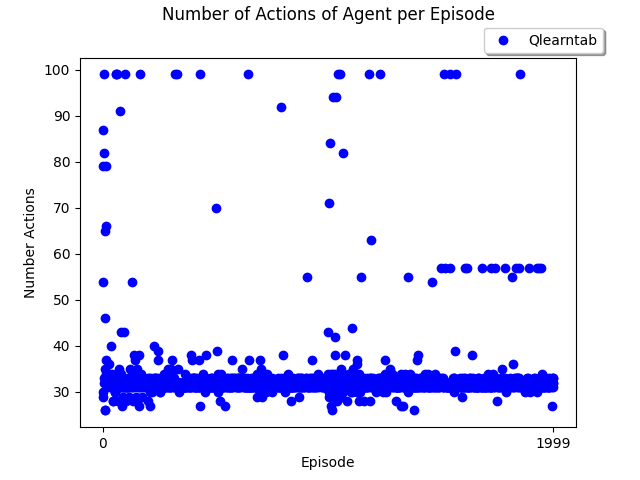 Number of Actions of Agent per Episode
Qlearntab
100
90
80
70
60
50
40
30
Number Actions
0
1999
Episode